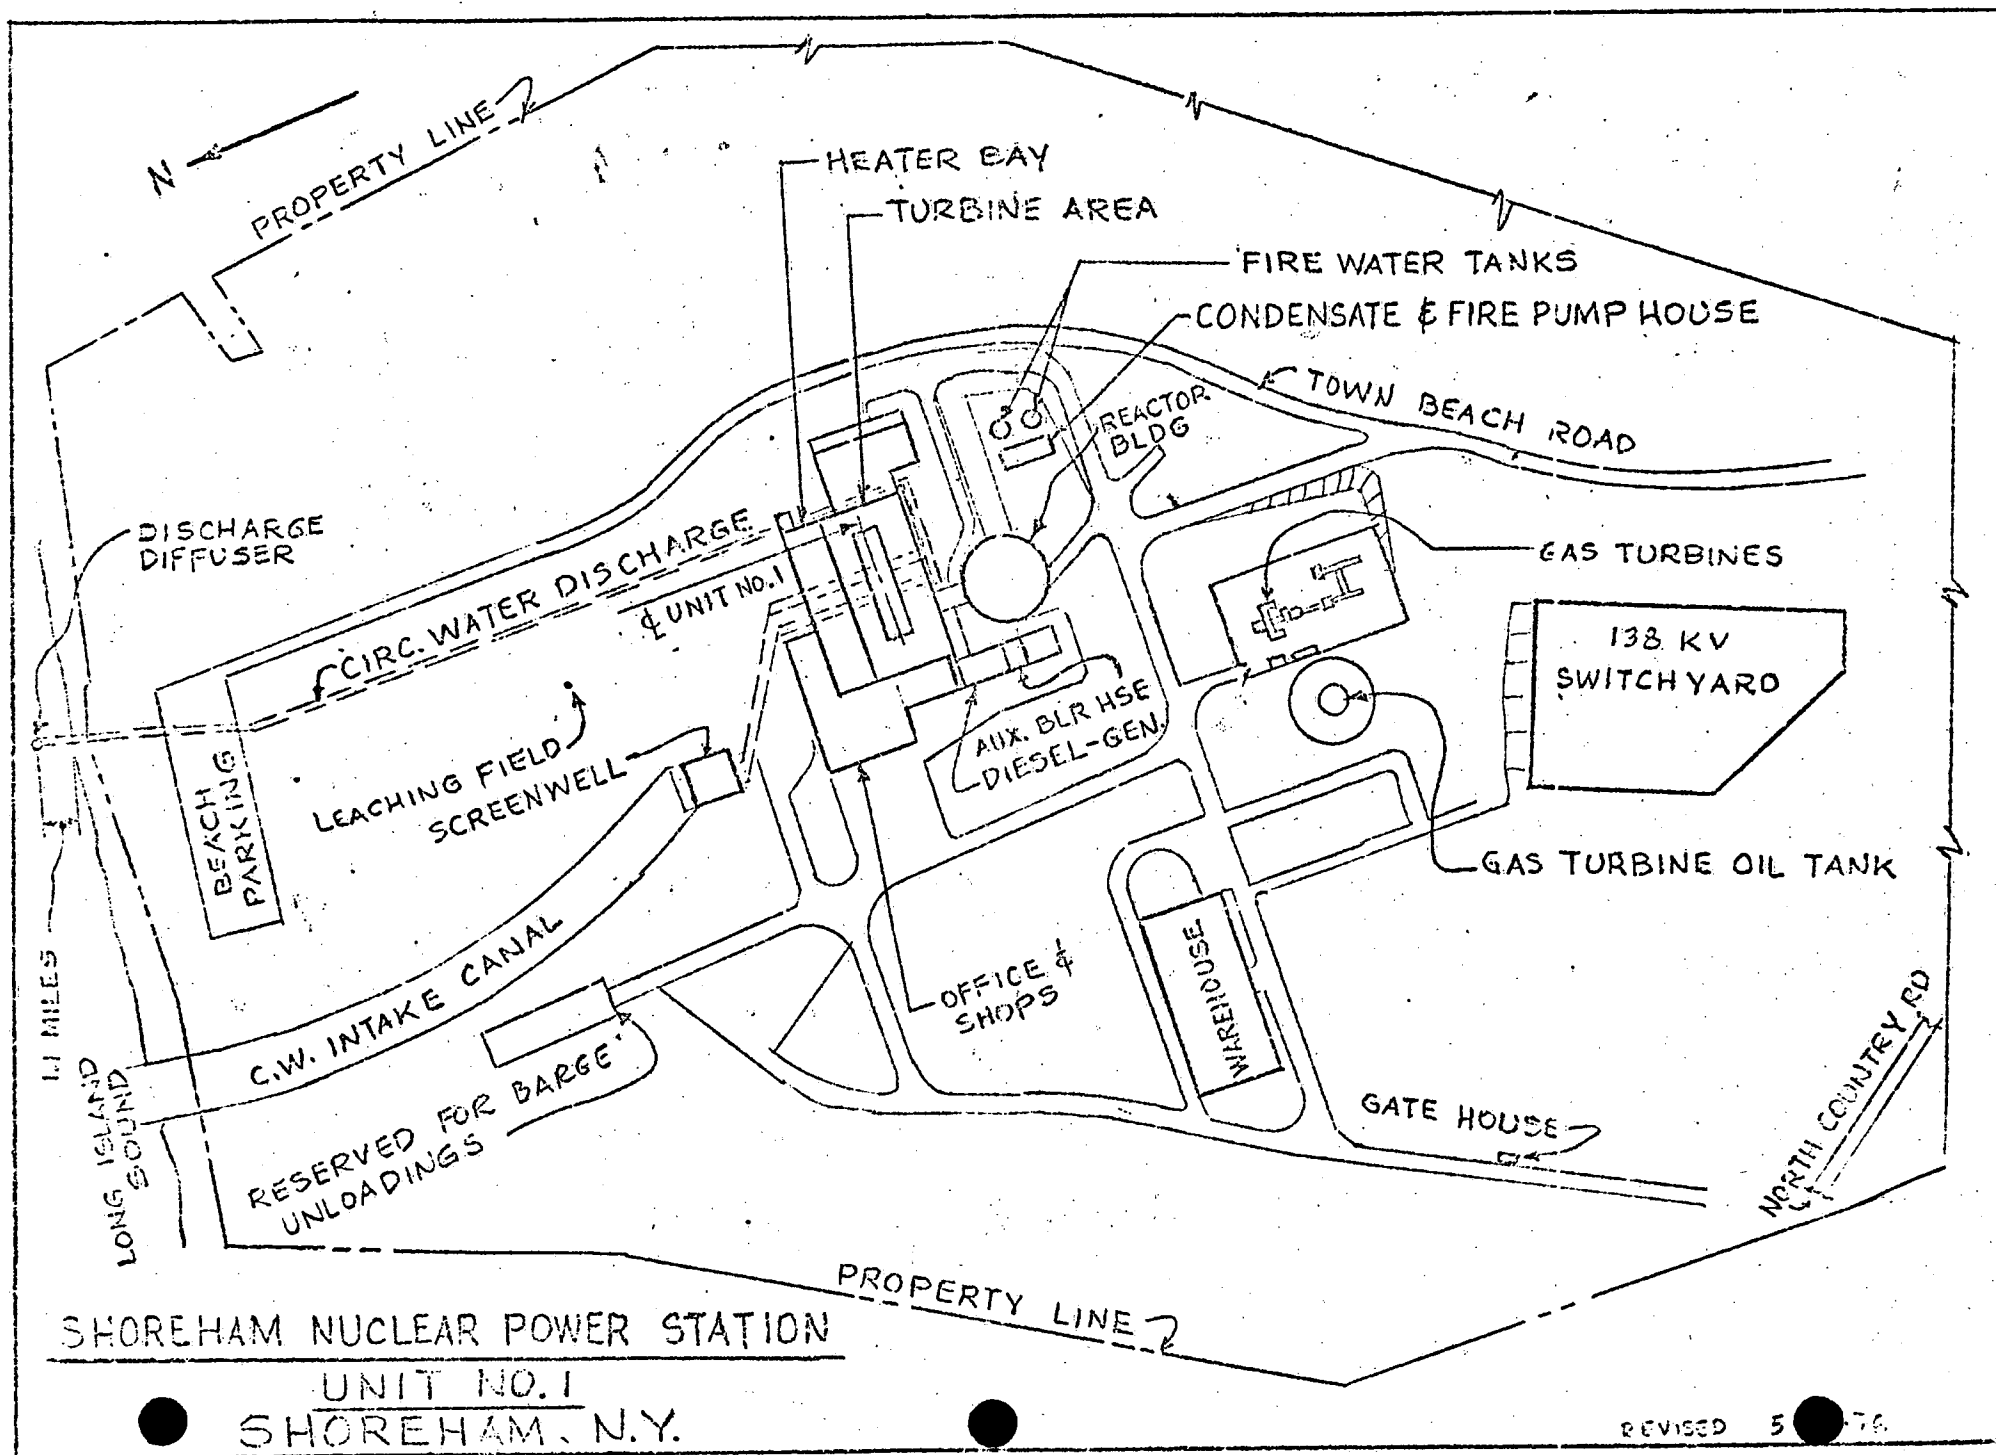 N
PROPERTY LINE
HEATER BAY
TURBINE AREA
FIRE WATER TANKS
CONDENSATE & FIRE PUMP HOUSE
TOWN BEACH ROAD
REACTOR
BLDG
DISCHARGE
DIFFUSER
CIRC. WATER DISCHARGE
℄ UNIT NO. 1
GAS TURBINES
138 KV
SWITCHYARD
AUX. BLR HSE
DIESEL-GEN.
LEACHING FIELD
SCREENWELL
BEACH
PARKING
GAS TURBINE OIL TANK
C.W. INTAKE CANAL
OFFICE &
SHOPS
WAREHOUSE
1.1 MILES
LONG ISLAND
SOUND
RESERVED FOR BARGE
UNLOADINGS
GATE HOUSE
NORTH COUNTRY RD
PROPERTY LINE
SHOREHAM NUCLEAR POWER STATION
UNIT NO. 1
SHOREHAM, N.Y.
REVISED 5 -76